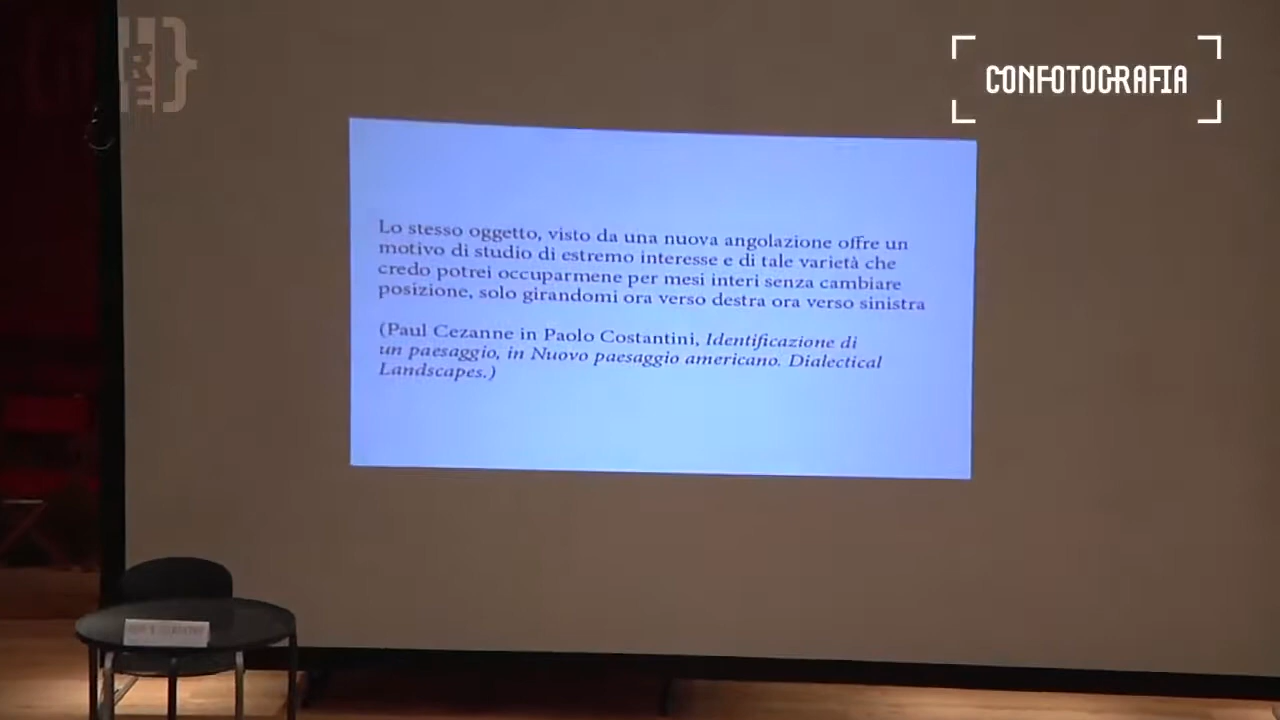 CONFOTOGRAFIA
Lo stesso oggetto, visto da una nuova angolazione offre un
motivo di studio di estremo interesse e di tale varietà che
credo potrei occuparmene per mesi interi senza cambiare
posizione, solo girandomi ora verso destra ora verso sinistra
(Paul Cezanne in Paolo Costantini, Identificazione di
un paesaggio, in Nuovo paesaggio americano. Dialectical
Landscapes.)